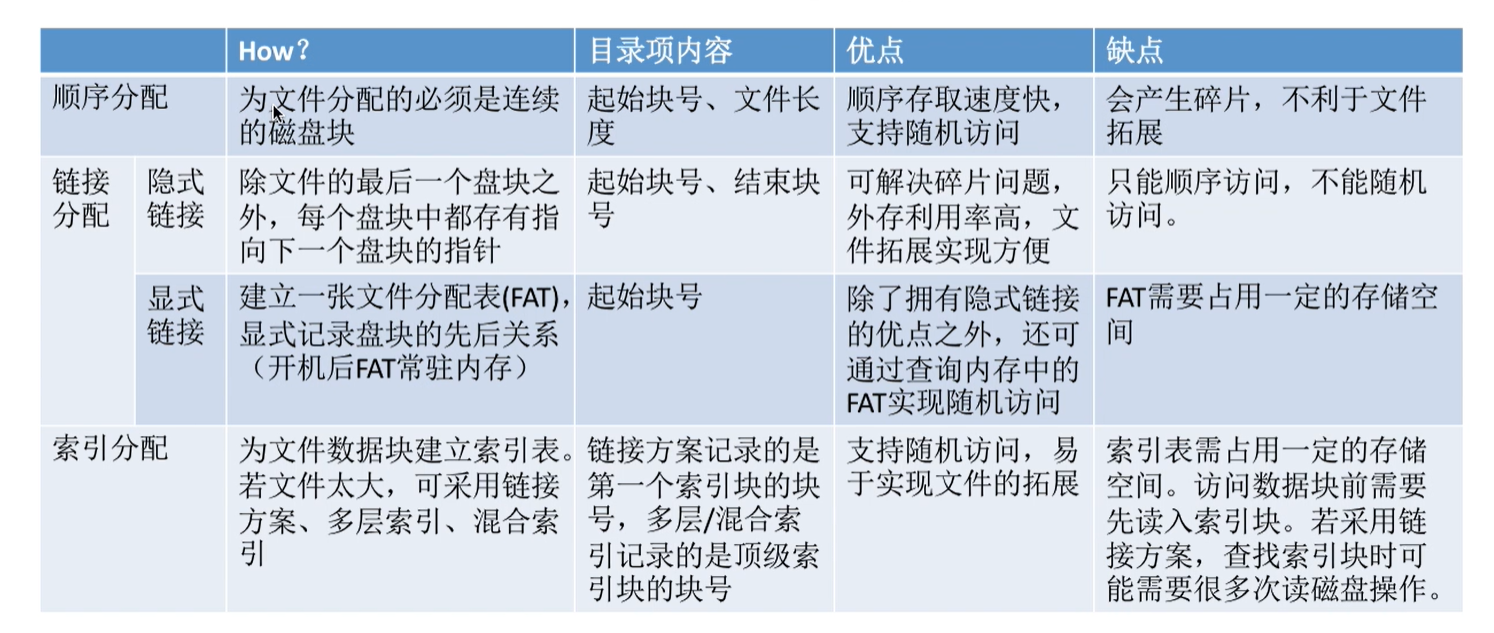 How？
目录项内容
优点
缺点
顺序分配
为文件分配的必须是连续
的磁盘块
起始块号、文件长
度
顺序存取速度快，
支持随机访问
会产生碎片，不利于文件
拓展
链接
分配
隐式
链接
除文件的最后一个盘块之
外，每个盘块中都存有指
向下一个盘块的指针
起始块号、结束块
号
可解决碎片问题，
外存利用率高，文
件拓展实现方便
只能顺序访问，不能随机
访问。
显式
链接
建立一张文件分配表(FAT)，
显式记录盘块的先后关系
（开机后FAT常驻内存）
起始块号
除了拥有隐式链接
的优点之外，还可
通过查询内存中的
FAT实现随机访问
FAT需要占用一定的存储空
间
索引分配
为文件数据块建立索引表。
若文件太大，可采用链接
方案、多层索引、混合索
引
链接方案记录的是
第一个索引块的块
号，多层/混合索
引记录的是顶级索
引块的块号
支持随机访问，易
于实现文件的拓展
索引表需占用一定的存储
空间。访问数据块前需要
先读入索引块。若采用链
接方案，查找索引块时可
能需要很多次读磁盘操作。